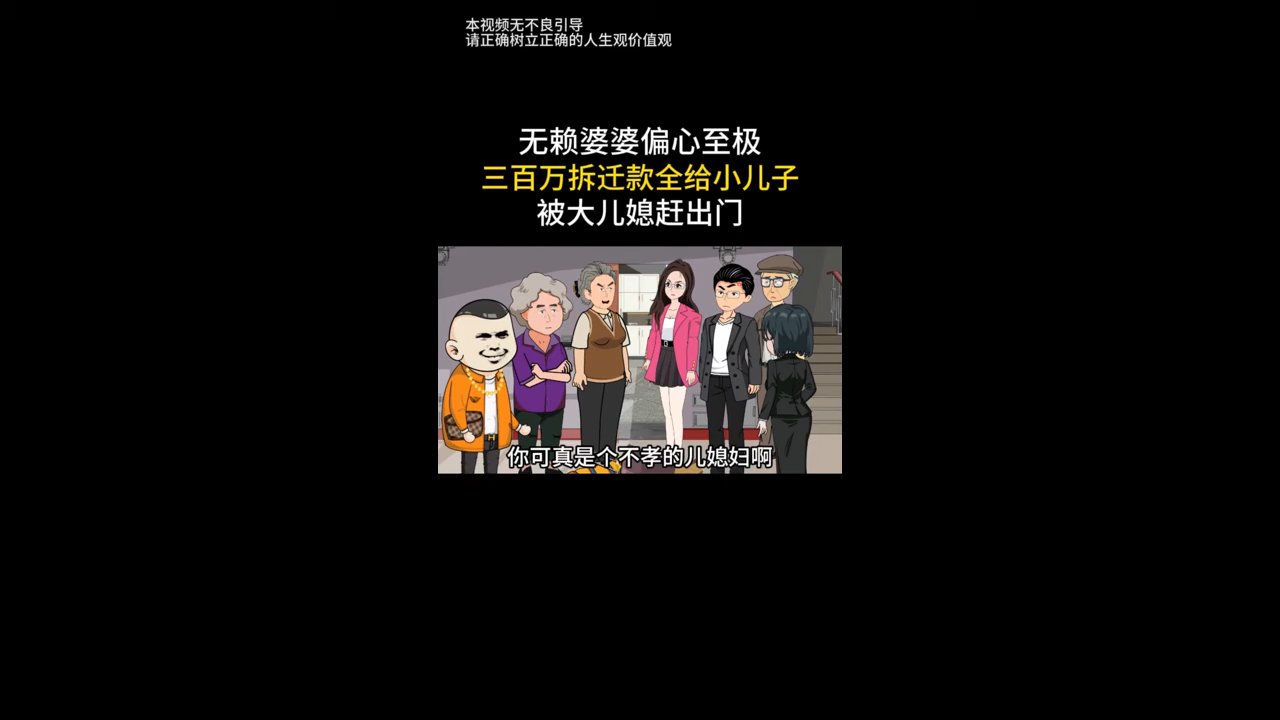 本视频无不良引导
请正确树立正确的人生观价值观
无赖婆婆偏心至极
三百万拆迁款全给小儿子
被大儿媳赶出门
你可真是个不孝的儿媳妇啊